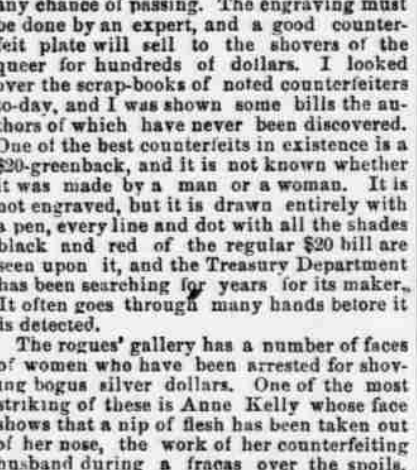 any chance of passing. The engraving must
be done by an expert, and a good counter-
feit plate will sell to the shovers of the
queer for hundreds of dollars. I looked
over the scrap-books of noted counterfeiters
to-day, and I was shown some bills the au-
thors of which have never been discovered.
One of the best counterfeits in existence is a
$20-greenback, and it is not known whether
it was made by a man or a woman. It is
not engraved, but it is drawn entirely with
a pen, every line and dot with all the shades
black and red of the regular $20 bill are
seen upon it, and the Treasury Department
has been searching for years for its maker.
It often goes through many hands betore it
is detected.
The rogues' gallery has a number of faces
of women who have been arrested for shov-
ing bogus silver dollars. One of the most
striking of these is Anne Kelly whose face
shows that a nip of flesh has been taken out
of her nose, the work of her counterfeiting
husband during a fracas over the spoils